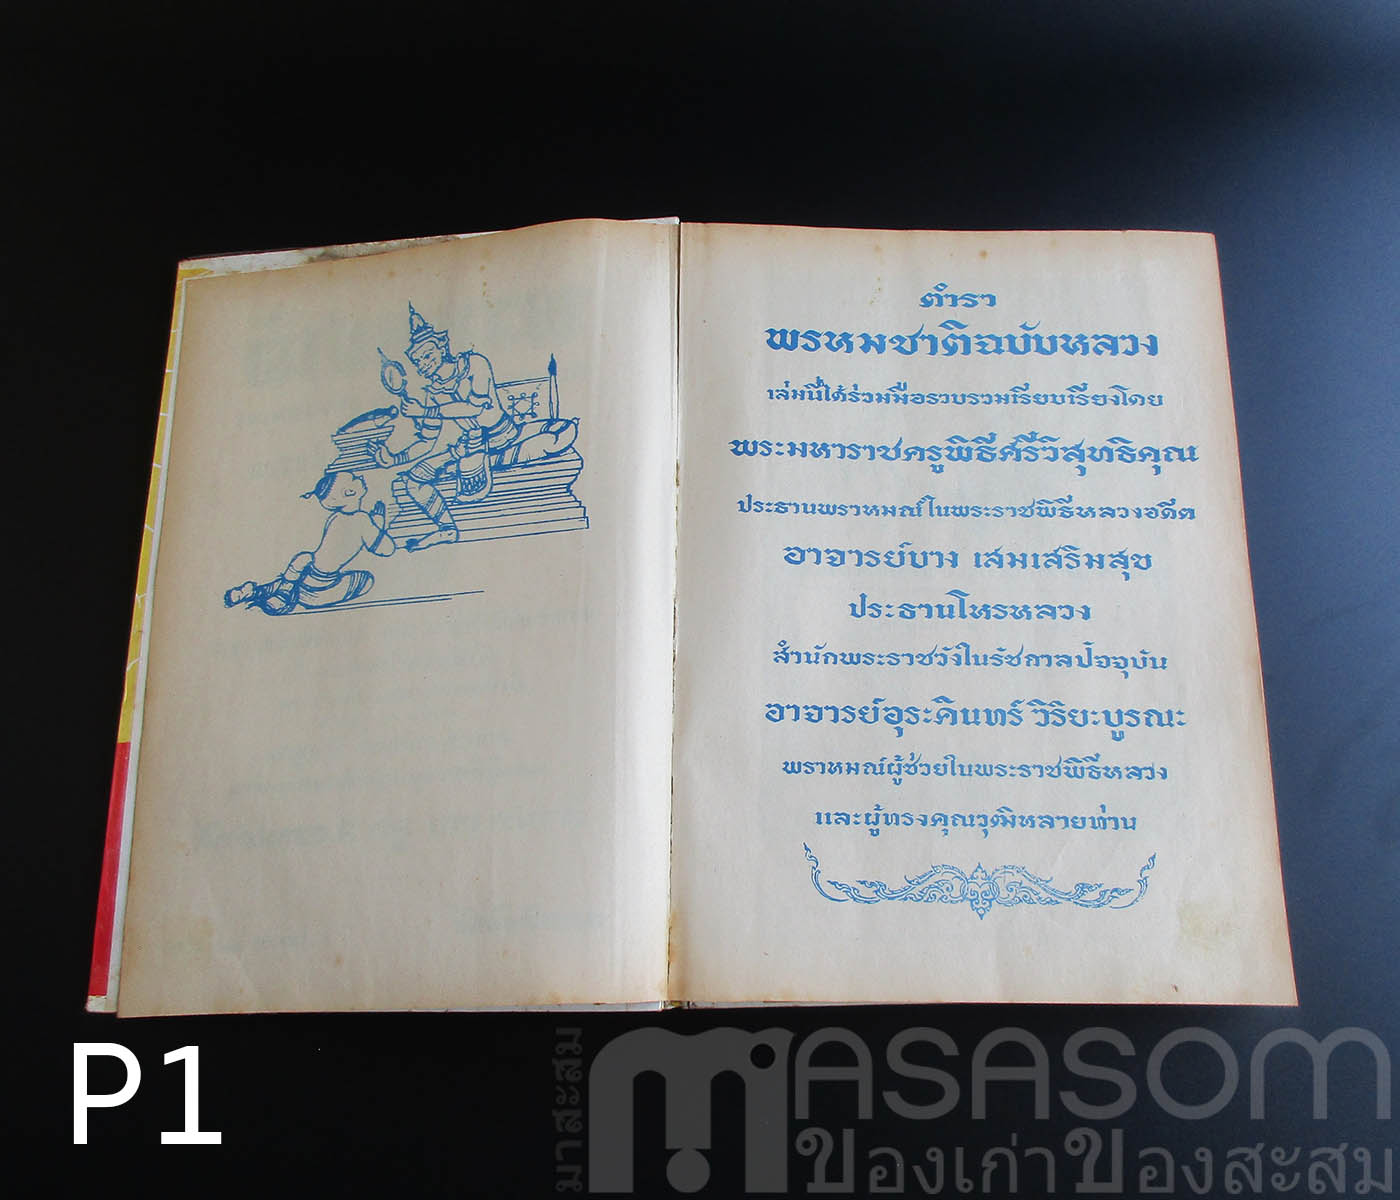 ตำรา
พรหมชาติฉบับหลวง
เล่มนี้ได้ร่วมมือรวบรวมเรียบเรียงโดย
พระมหาราชครูพิธีศรีวิสุทธิคุณ
ประธานพราหมณ์ในพระราชพิธีหลวงอดีต
อาจารย์บาง เสมเสริมสุข
ประธานโหรหลวง
สำนักพระราชวังในรัชกาลปัจจุบัน
อาจารย์อุระคินทร์ วิริยะบูรณะ
พราหมณ์ผู้ช่วยในพระราชพิธีหลวง
และผู้ทรงคุณวุฒิหลายท่าน
P1
มาสะสม
MASASOM
ของเก่าของสะสม